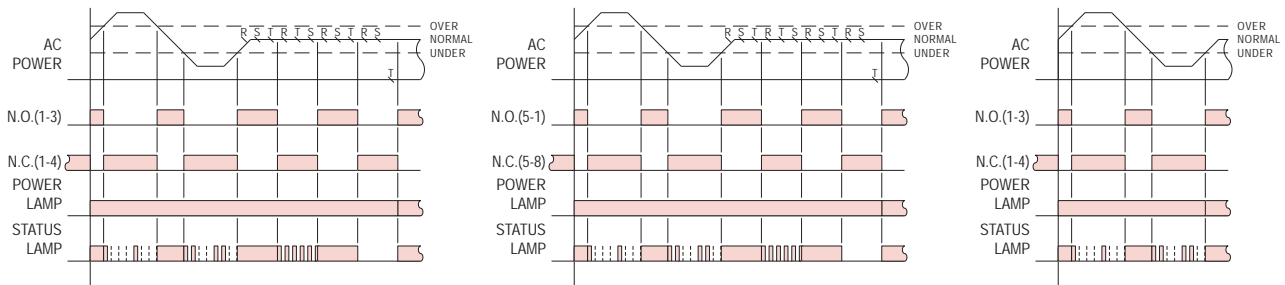 OVER
R S T R T S R S T R S
NORMAL
AC
UNDER
POWER
T
N.O.(1-3)
N.C.(1-4)
POWER
LAMP
STATUS
LAMP
OVER
R S T R T S R S T R S
NORMAL
AC
UNDER
POWER
T
N.O.(5-1)
N.C.(5-8)
POWER
LAMP
STATUS
LAMP
OVER
NORMAL
AC
UNDER
POWER
N.O.(1-3)
N.C.(1-4)
POWER
LAMP
STATUS
LAMP